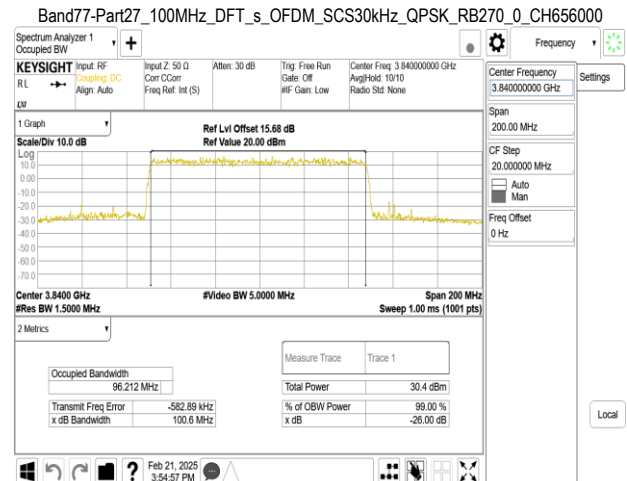 Band77-Part27_100MHz_DFT_s_OFDM_SCS30kHz_QPSK_RB270_0_CH656000
Spectrum Analyzer 1
Occupied BW
Frequency
KEYSIGHT
RL
Input: RF
Coupling: DC
Align: Auto
Input Z: 50 Ω
Corr CCorr
Freq Ref: Int (S)
Atten: 30 dB
Trig: Free Run
Gate: Off
#IF Gain: Low
Center Freq: 3.840000000 GHz
Avg|Hold: 10/10
Radio Std: None
LXI
Center Frequency
3.840000000 GHz
Settings
Span
200.00 MHz
CF Step
20.000000 MHz
Auto
Man
Freq Offset
0 Hz
1 Graph
Scale/Div 10.0 dB
Ref Lvl Offset 15.68 dB
Ref Value 20.00 dBm
Log
10.0
0.00
-10.0
-20.0
-30.0
-40.0
-50.0
-60.0
-70.0
Center 3.8400 GHz
#Res BW 1.5000 MHz
#Video BW 5.0000 MHz
Span 200 MHz
Sweep 1.00 ms (1001 pts)
2 Metrics
Measure Trace
Trace 1
Occupied Bandwidth
96.212 MHz
Total Power
30.4 dBm
Transmit Freq Error
-582.89 kHz
% of OBW Power
99.00 %
x dB Bandwidth
100.6 MHz
x dB
-26.00 dB
Local
Feb 21, 2025
3:54:57 PM